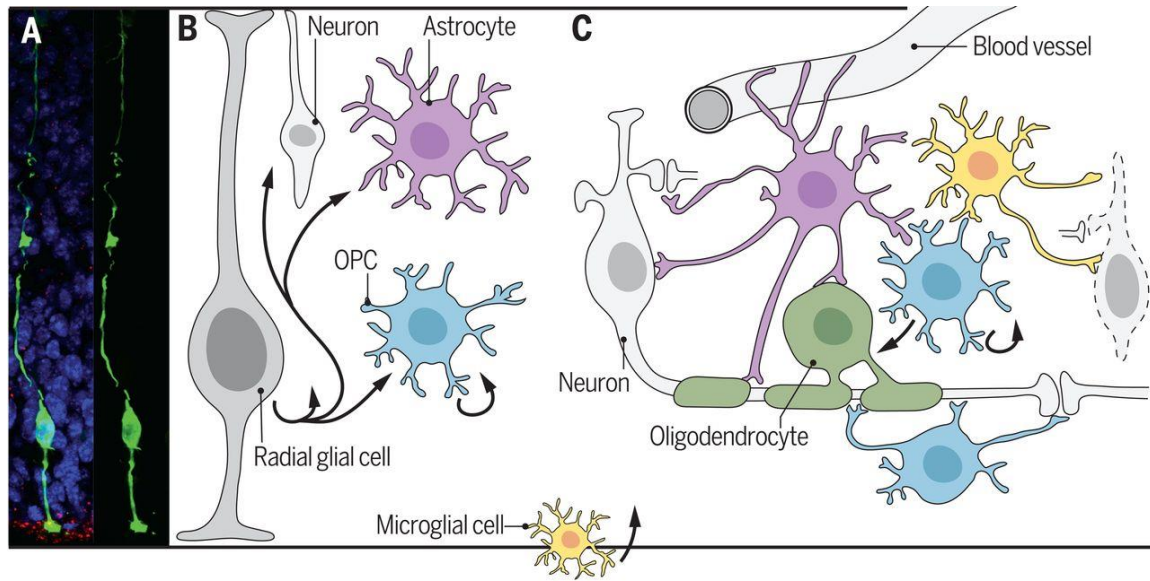 A
B
Neuron
Astrocyte
OPC
Radial glial cell
Microglial cell
C
Blood vessel
Neuron
Oligodendrocyte